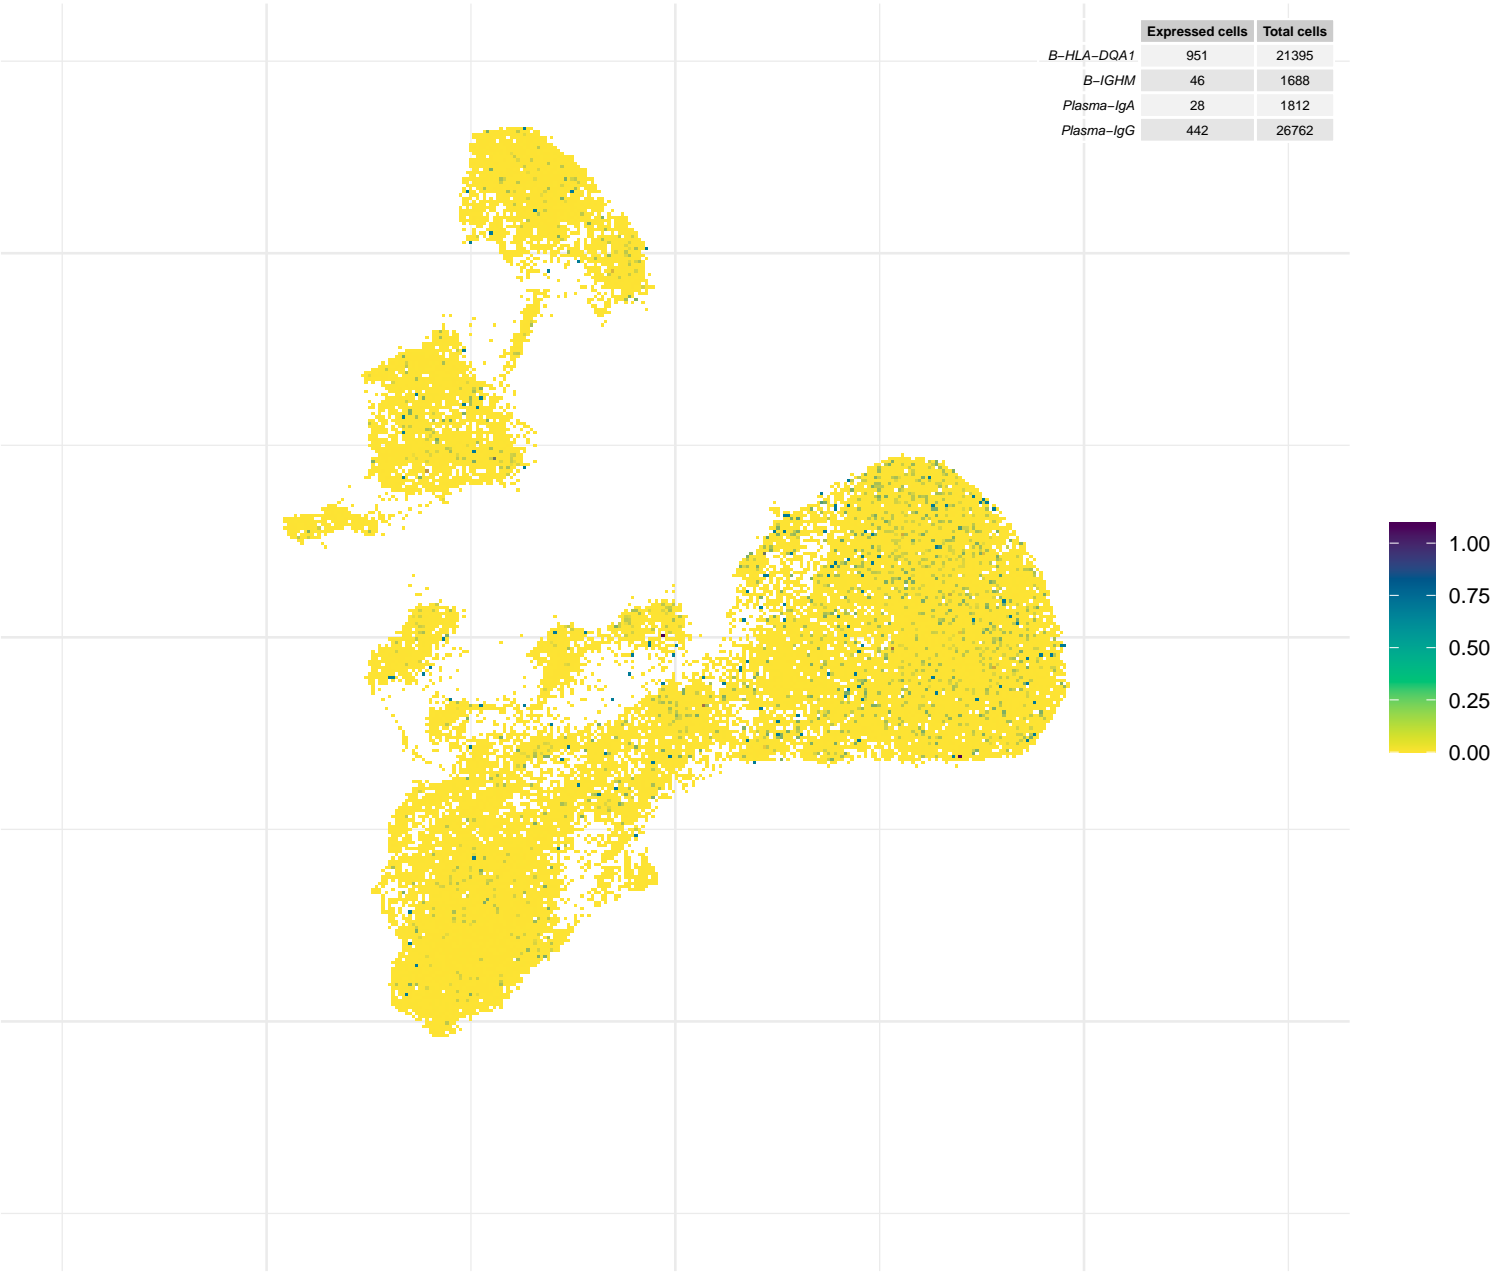 Expressed cells Total cells
B−HLA−DQA1 951 21395
B−IGHM 46 1688
Plasma−IgA 28 1812
Plasma−IgG 442 26762
1.00
0.75
0.50
0.25
0.00